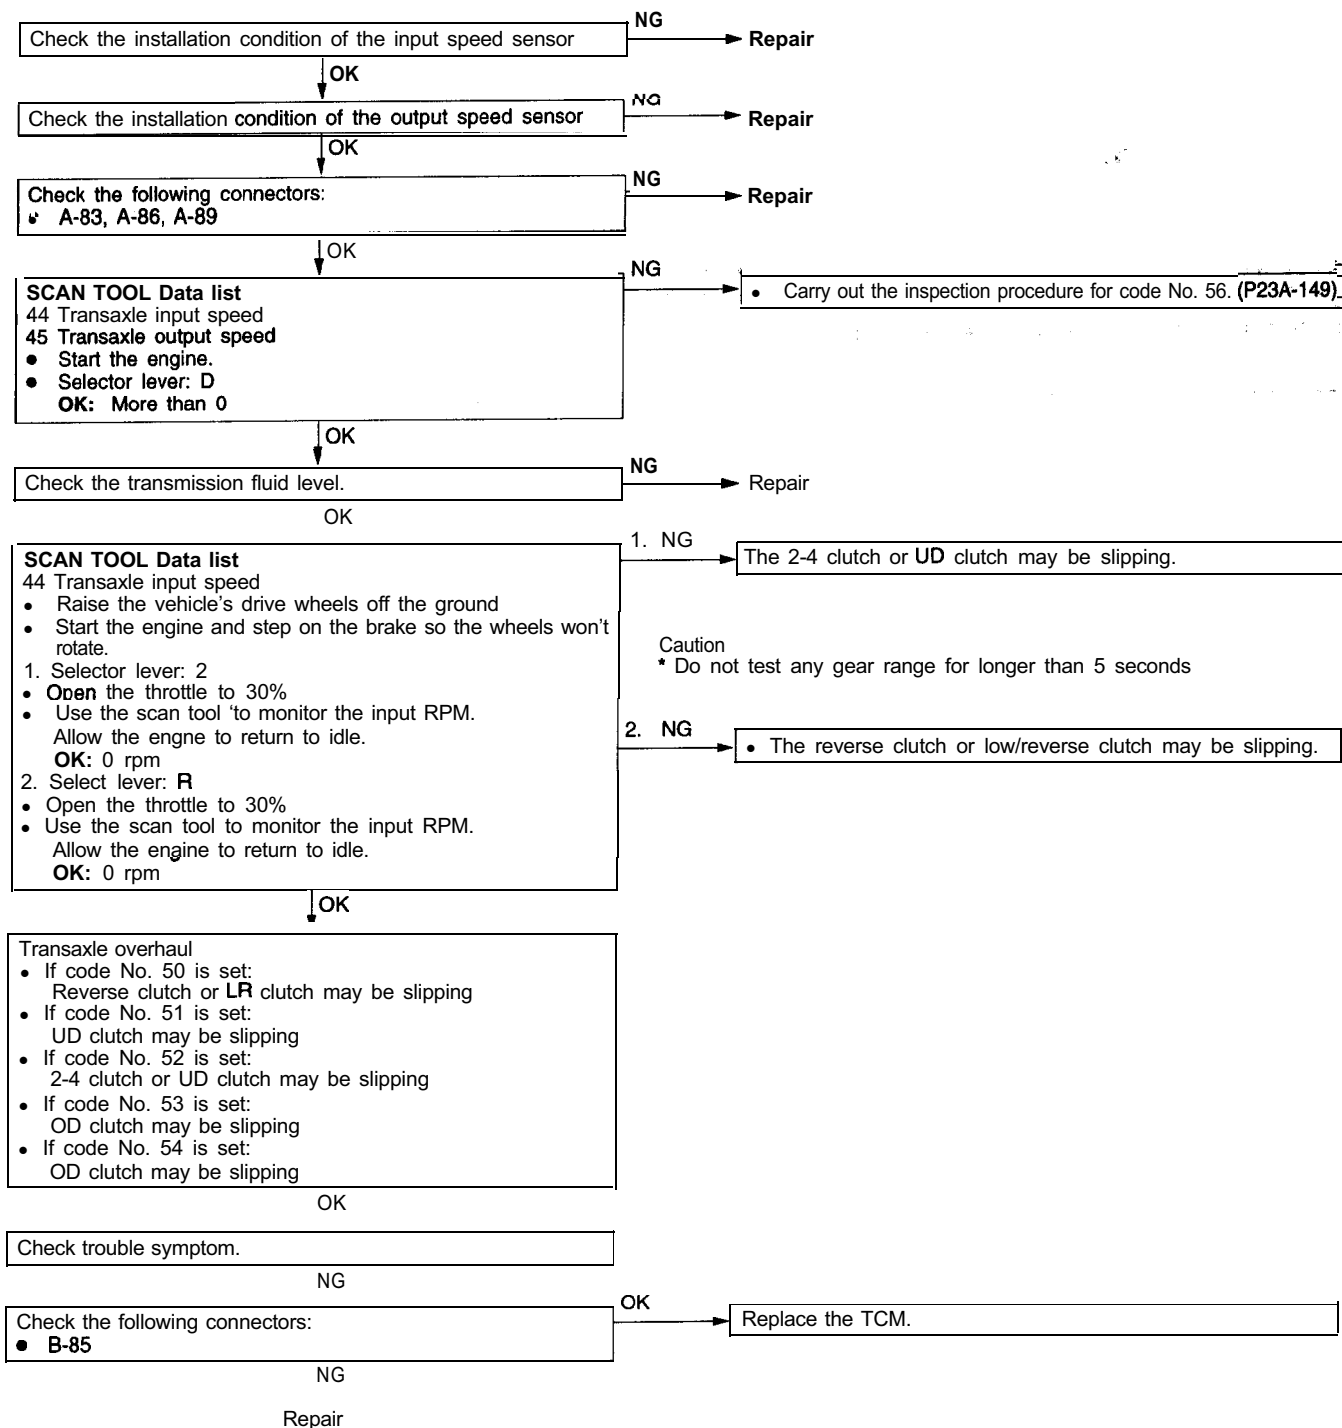 NG
Check the installation condition of the input speed sensor
Repair
OK
NG
Check the installation condition of the output speed sensor
Repair
OK
NG
Check the following connectors:
A-83, A-86, A-89
Repair
OK
NG
SCAN TOOL Data list
44 Transaxle input speed
45 Transaxle output speed
● Start the engine.
● Selector lever: D
OK: More than 0
● Carry out the inspection procedure for code No. 56. (P23A-149)
OK
NG
Check the transmission fluid level.
Repair
OK
1. NG
The 2-4 clutch or UD clutch may be slipping.
SCAN TOOL Data list
44 Transaxle input speed
● Raise the vehicle's drive wheels off the ground
● Start the engine and step on the brake so the wheels won't
rotate.
1. Selector lever: 2
● Open the throttle to 30%
● Use the scan tool ‘to monitor the input RPM.
Allow the engne to return to idle.
OK: 0 rpm
2. Select lever: R
● Open the throttle to 30%
● Use the scan tool to monitor the input RPM.
Allow the engine to return to idle.
OK: 0 rpm
Caution
* Do not test any gear range for longer than 5 seconds
2. NG
● The reverse clutch or low/reverse clutch may be slipping.
OK
Transaxle overhaul
● If code No. 50 is set:
Reverse clutch or LR clutch may be slipping
● If code No. 51 is set:
UD clutch may be slipping
● If code No. 52 is set:
2-4 clutch or UD clutch may be slipping
● If code No. 53 is set:
OD clutch may be slipping
● If code No. 54 is set:
OD clutch may be slipping
OK
Check trouble symptom.
NG
Check the following connectors:
● B-85
OK
Replace the TCM.
NG
Repair